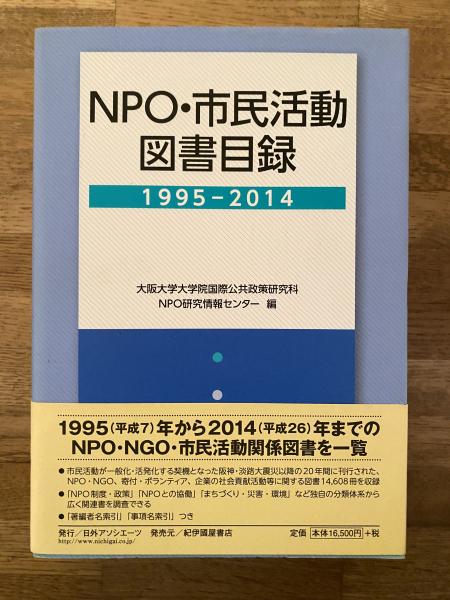 NPO・市民活動
図書目録
1995-2014
大阪大学大学院国際公共政策研究科
NPO研究情報センター 編
1995(平成7)年から2014(平成26)年までの
NPO・NGO・市民活動関係図書を一覧
● 市民活動が一般化・活発化する契機となった阪神・淡路大震災以降の20年間に刊行された、
NPO・NGO、寄付・ボランティア、企業の社会貢献活動等に関する図書14,608冊を収録
● 「NPO制度・政策」「NPOとの協働」「まちづくり・災害・環境」など独自の分類体系から
広く関連書を調査できる
● 「著編者名索引」「事項名索引」つき
発行/日外アソシエーツ 発売元/紀伊國屋書店 定価 本体16,500円+税
http://www.nichigai.co.jp/